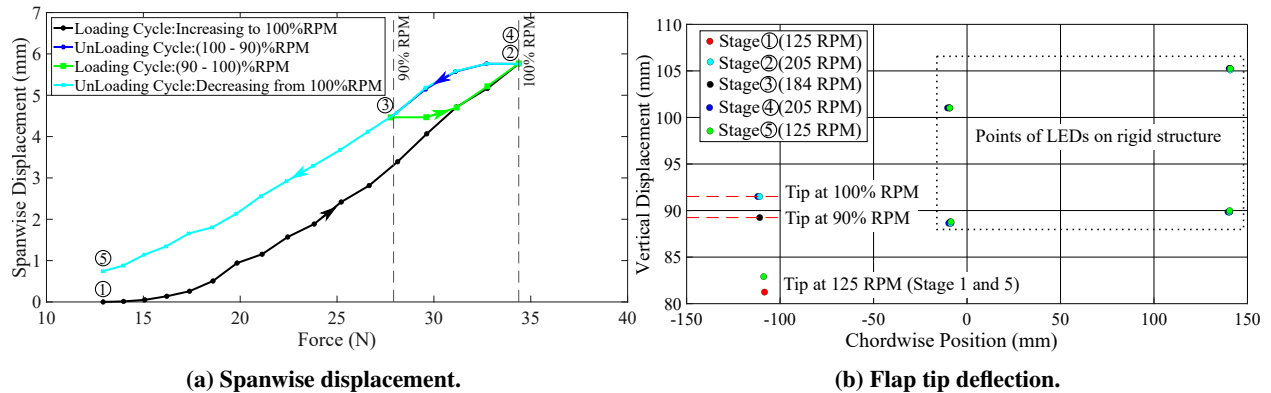 7
6
5
4
3
2
1
0
Spanwise Displacement (mm)
Loading Cycle:Increasing to 100%RPM
UnLoading Cycle:(100 - 90)%RPM
Loading Cycle:(90 - 100)%RPM
UnLoading Cycle:Decreasing from 100%RPM
90% RPM
100% RPM
④
②
③
⑤
①
10 15 20 25 30 35 40
Force (N)
(a) Spanwise displacement.
110
105
100
95
90
85
80
Vertical Displacement (mm)
Stage①(125 RPM)
Stage②(205 RPM)
Stage③(184 RPM)
Stage④(205 RPM)
Stage⑤(125 RPM)
Points of LEDs on rigid structure
Tip at 100% RPM
Tip at 90% RPM
Tip at 125 RPM (Stage 1 and 5)
-150 -100 -50 0 50 100 150
Chordwise Position (mm)
(b) Flap tip deflection.